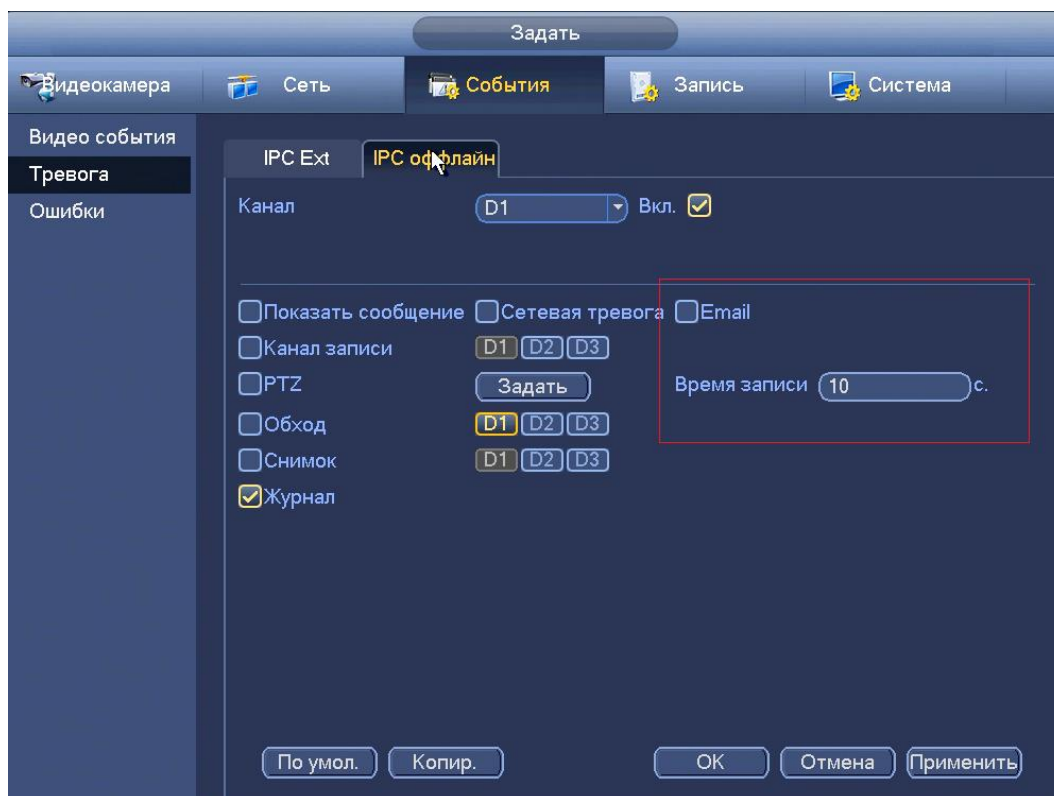 Задать
Видеокамера Сеть События Запись Система
Видео события
Тревога
Ошибки
IPC Ext IPC оффлайн
Канал D1 Вкл.
Показать сообщение Сетевая тревога Email
Канал записи D1 D2 D3
PTZ Задать Время записи 10 с.
Обход D1 D2 D3
Снимок D1 D2 D3
Журнал
По умол. Копир. OK Отмена Применить